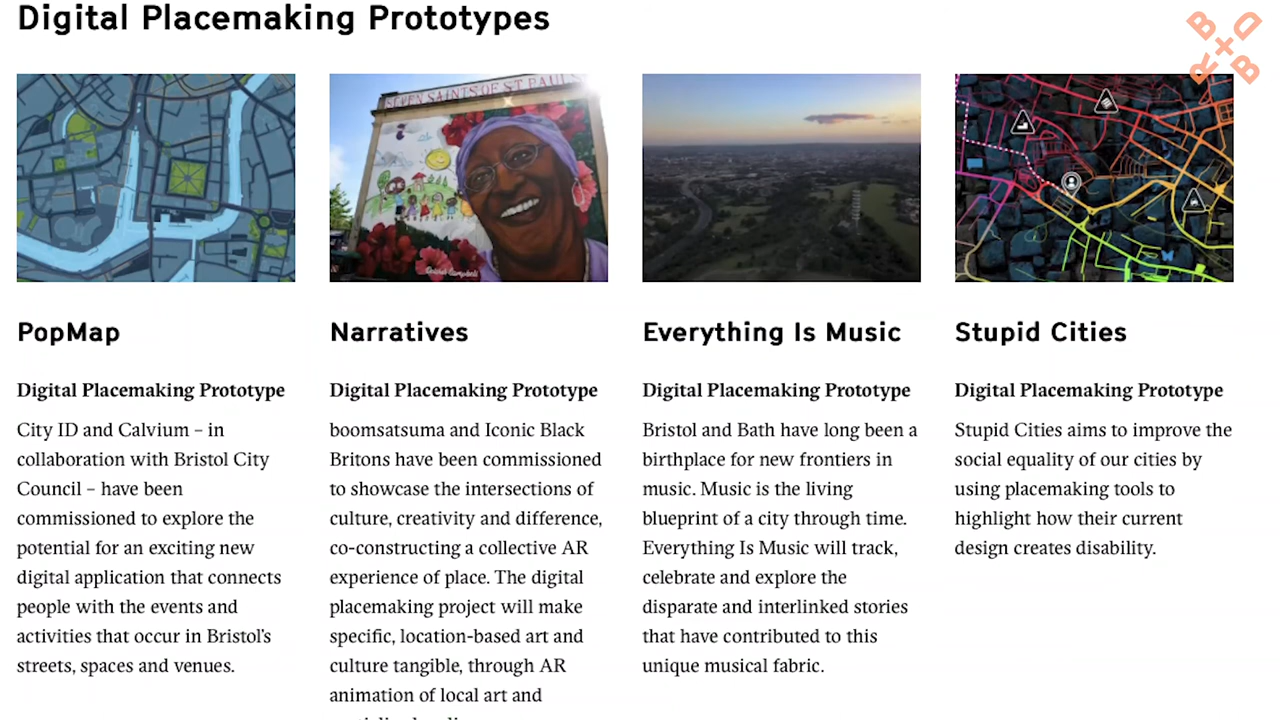 Digital Placemaking Prototypes
B+D
R B
SEVEN SAINTS OF ST PAUL'S
PopMap
Digital Placemaking Prototype
City ID and Calvium – in
collaboration with Bristol City
Council – have been
commissioned to explore the
potential for an exciting new
digital application that connects
people with the events and
activities that occur in Bristol's
streets, spaces and venues.
Narratives
Digital Placemaking Prototype
boomsatsuma and Iconic Black
Britons have been commissioned
to showcase the intersections of
culture, creativity and difference,
co-constructing a collective AR
experience of place. The digital
placemaking project will make
specific, location-based art and
culture tangible, through AR
animation of local art and
Everything Is Music
Digital Placemaking Prototype
Bristol and Bath have long been a
birthplace for new frontiers in
music. Music is the living
blueprint of a city through time.
Everything Is Music will track,
celebrate and explore the
disparate and interlinked stories
that have contributed to this
unique musical fabric.
Stupid Cities
Digital Placemaking Prototype
Stupid Cities aims to improve the
social equality of our cities by
using placemaking tools to
highlight how their current
design creates disability.